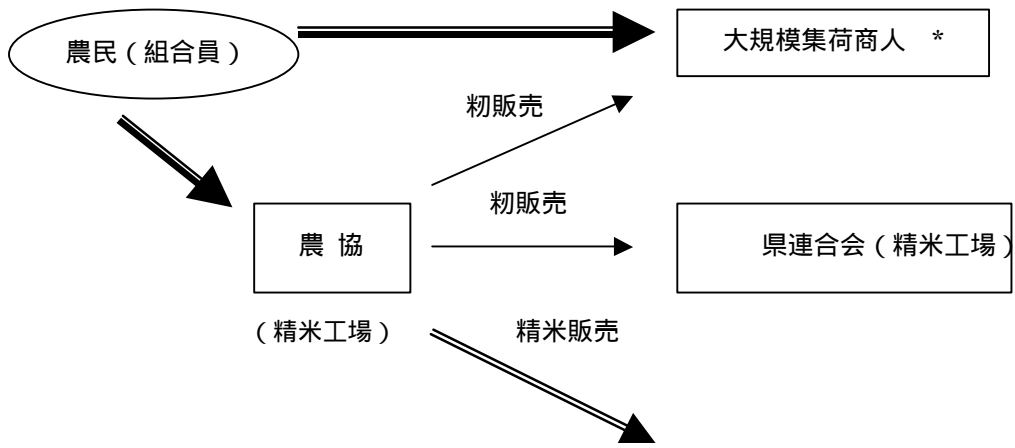 農民（組合員）
大規模集荷商人　*
籾販売
籾販売
農 協
県連合会（精米工場）
（精米工場）
精米販売